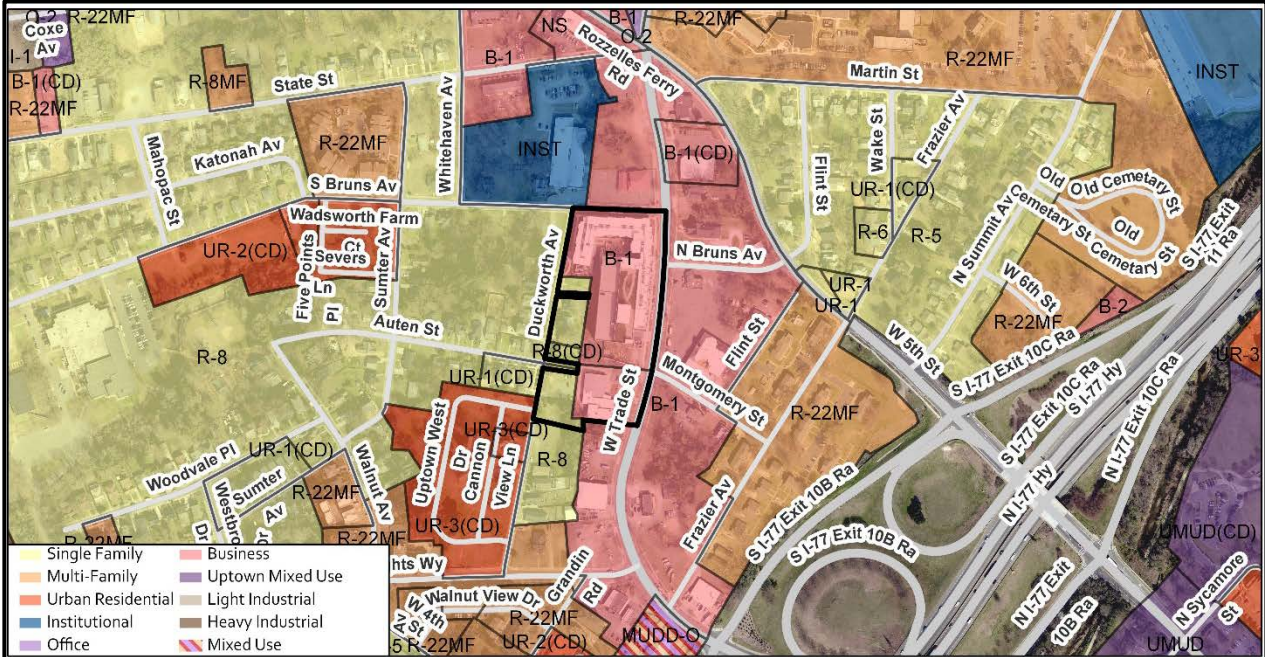 O-2
B-1
R-22MF
Coxe
Av
NS
O-2
Rozzelles Ferry
Rd
I-1
B-1(CD)
R-22MF
R-8MF
B-1
State St
Martin St
R-22MF
INST
Mahopac St
Katonah Av
R-22MF
Whitehaven Av
INST
B-1(CD)
Flint St
Wake St
Frazier Av
UR-1(CD)
R-6
R-5
N Summit Av
Old
Cemetary St
Old Cemetary St
Old
Cemetary St
S I-77 Exit
11 Ra
S Bruns Av
Wadsworth Farm
Ct
Severs
Ln
UR-2(CD)
Five Points
Pl
Sumter Av
Duckworth Av
B-1
N Bruns Av
UR-1
UR-1
W 6th St
R-22MF
B-2
Auten St
R-8
R-8(CD)
UR-1(CD)
W Trade St
B-1
Flint St
Montgomery St
W 5th St
S I-77 Exit 10C Ra
S I-77 Exit 10C Ra
S I-77 Hy
N I-77 Exit 10C Ra
UR-3
R-22MF
UR-3(CD)
Uptown West
Dr
Cannon
View Ln
R-8
Woodvale Pl
UR-1(CD)
Sumter
Av
Westbro
Dr
Dr
Walnut Av
R-22MF
R-22MF
R-22MF
UR-3(CD)
Frazier Av
S I-77 Exit 10B Ra
S I-77 Exit 10B Ra
N I-77 Hy
N I-77 Exit
10B Ra
UMUD(CD)
N Sycamore
St
UMUD
hts Wy
Walnut View Dr
Grandin
Rd
W 4th
St
Av
R-22MF
R-22MF
UR-2(CD)
MUDD-O
Single Family
Multi-Family
Urban Residential
Institutional
Office
Business
Uptown Mixed Use
Light Industrial
Heavy Industrial
Mixed Use